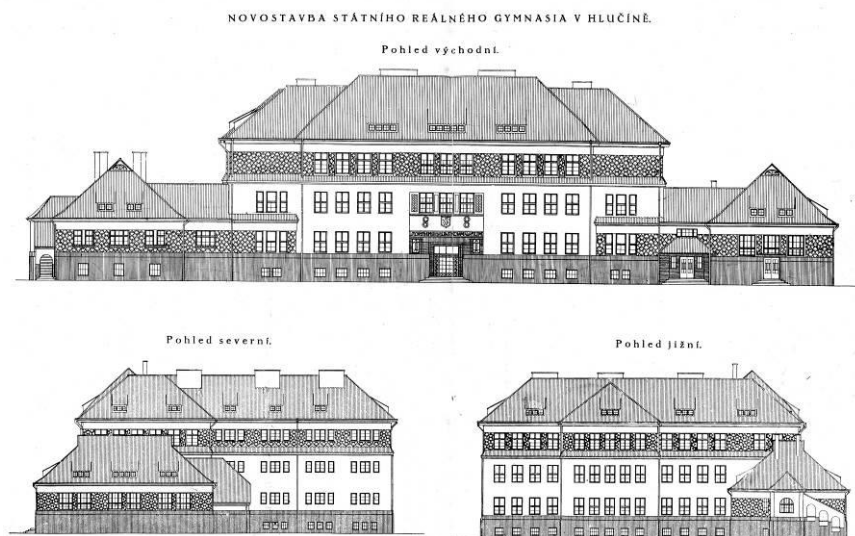 NOVOSTAVBA STÁTNÍHO REÁLNÉHO GYMNASIA V HLUČÍNĚ.
Pohled východní.
Pohled severní.
Pohled jižní.